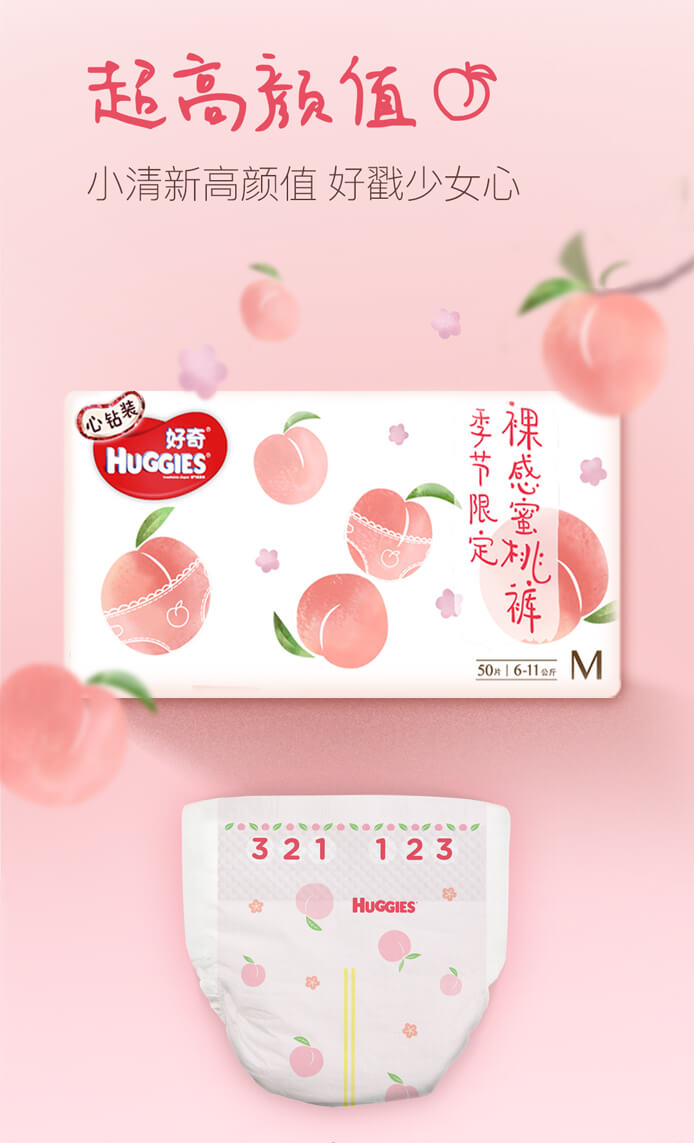 超高颜值
小清新高颜值 好戳少女心
心钻装
好奇®
HUGGIES®
裸感蜜桃裤
季节限定
50片 | 6-11公斤 M
3 2 1 1 2 3
HUGGIES